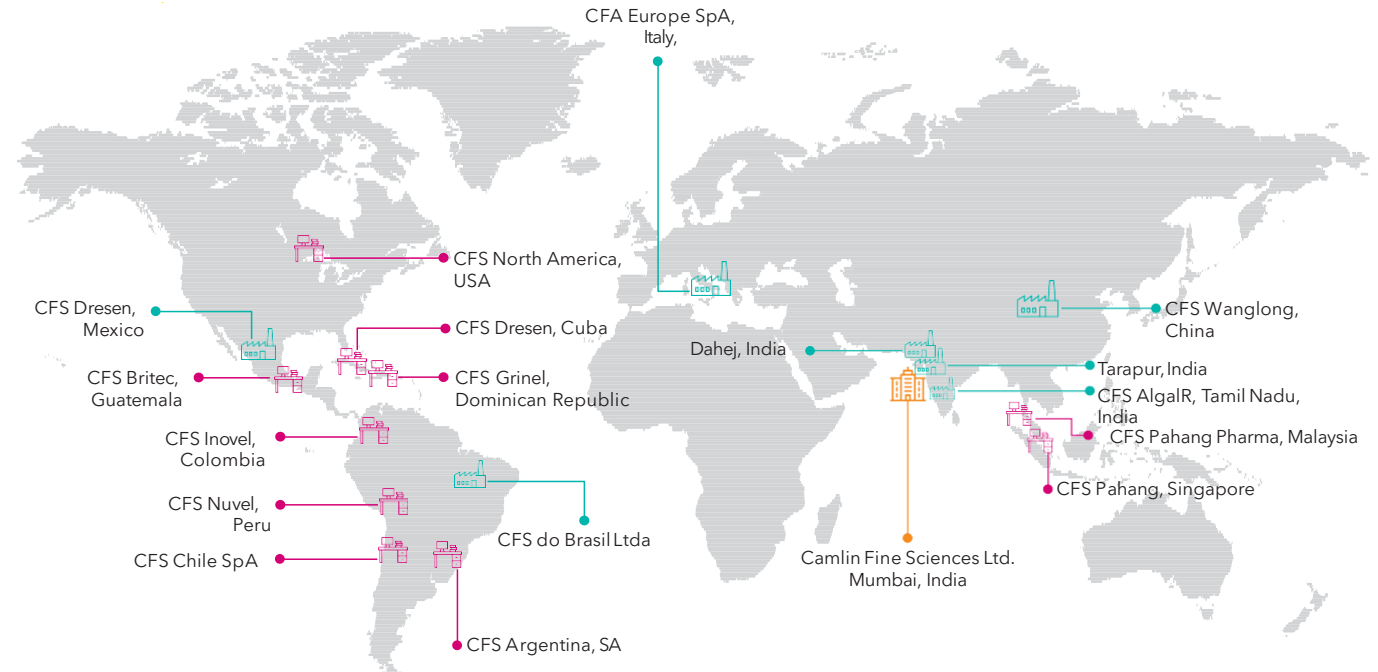 CFA Europe SpA,
Italy,
CFS North America,
USA
CFS Dresen,
Mexico
CFS Dresen, Cuba
CFS Britec,
Guatemala
CFS Grinel,
Dominican Republic
CFS Inovel,
Colombia
CFS Nuvel,
Peru
CFS do Brasil Ltda
CFS Chile SpA
CFS Argentina, SA
Dahej, India
CFS Wanglong,
China
Tarapur, India
CFS AlgalR, Tamil Nadu,
India
CFS Pahang Pharma, Malaysia
CFS Pahang, Singapore
Camlin Fine Sciences Ltd.
Mumbai, India